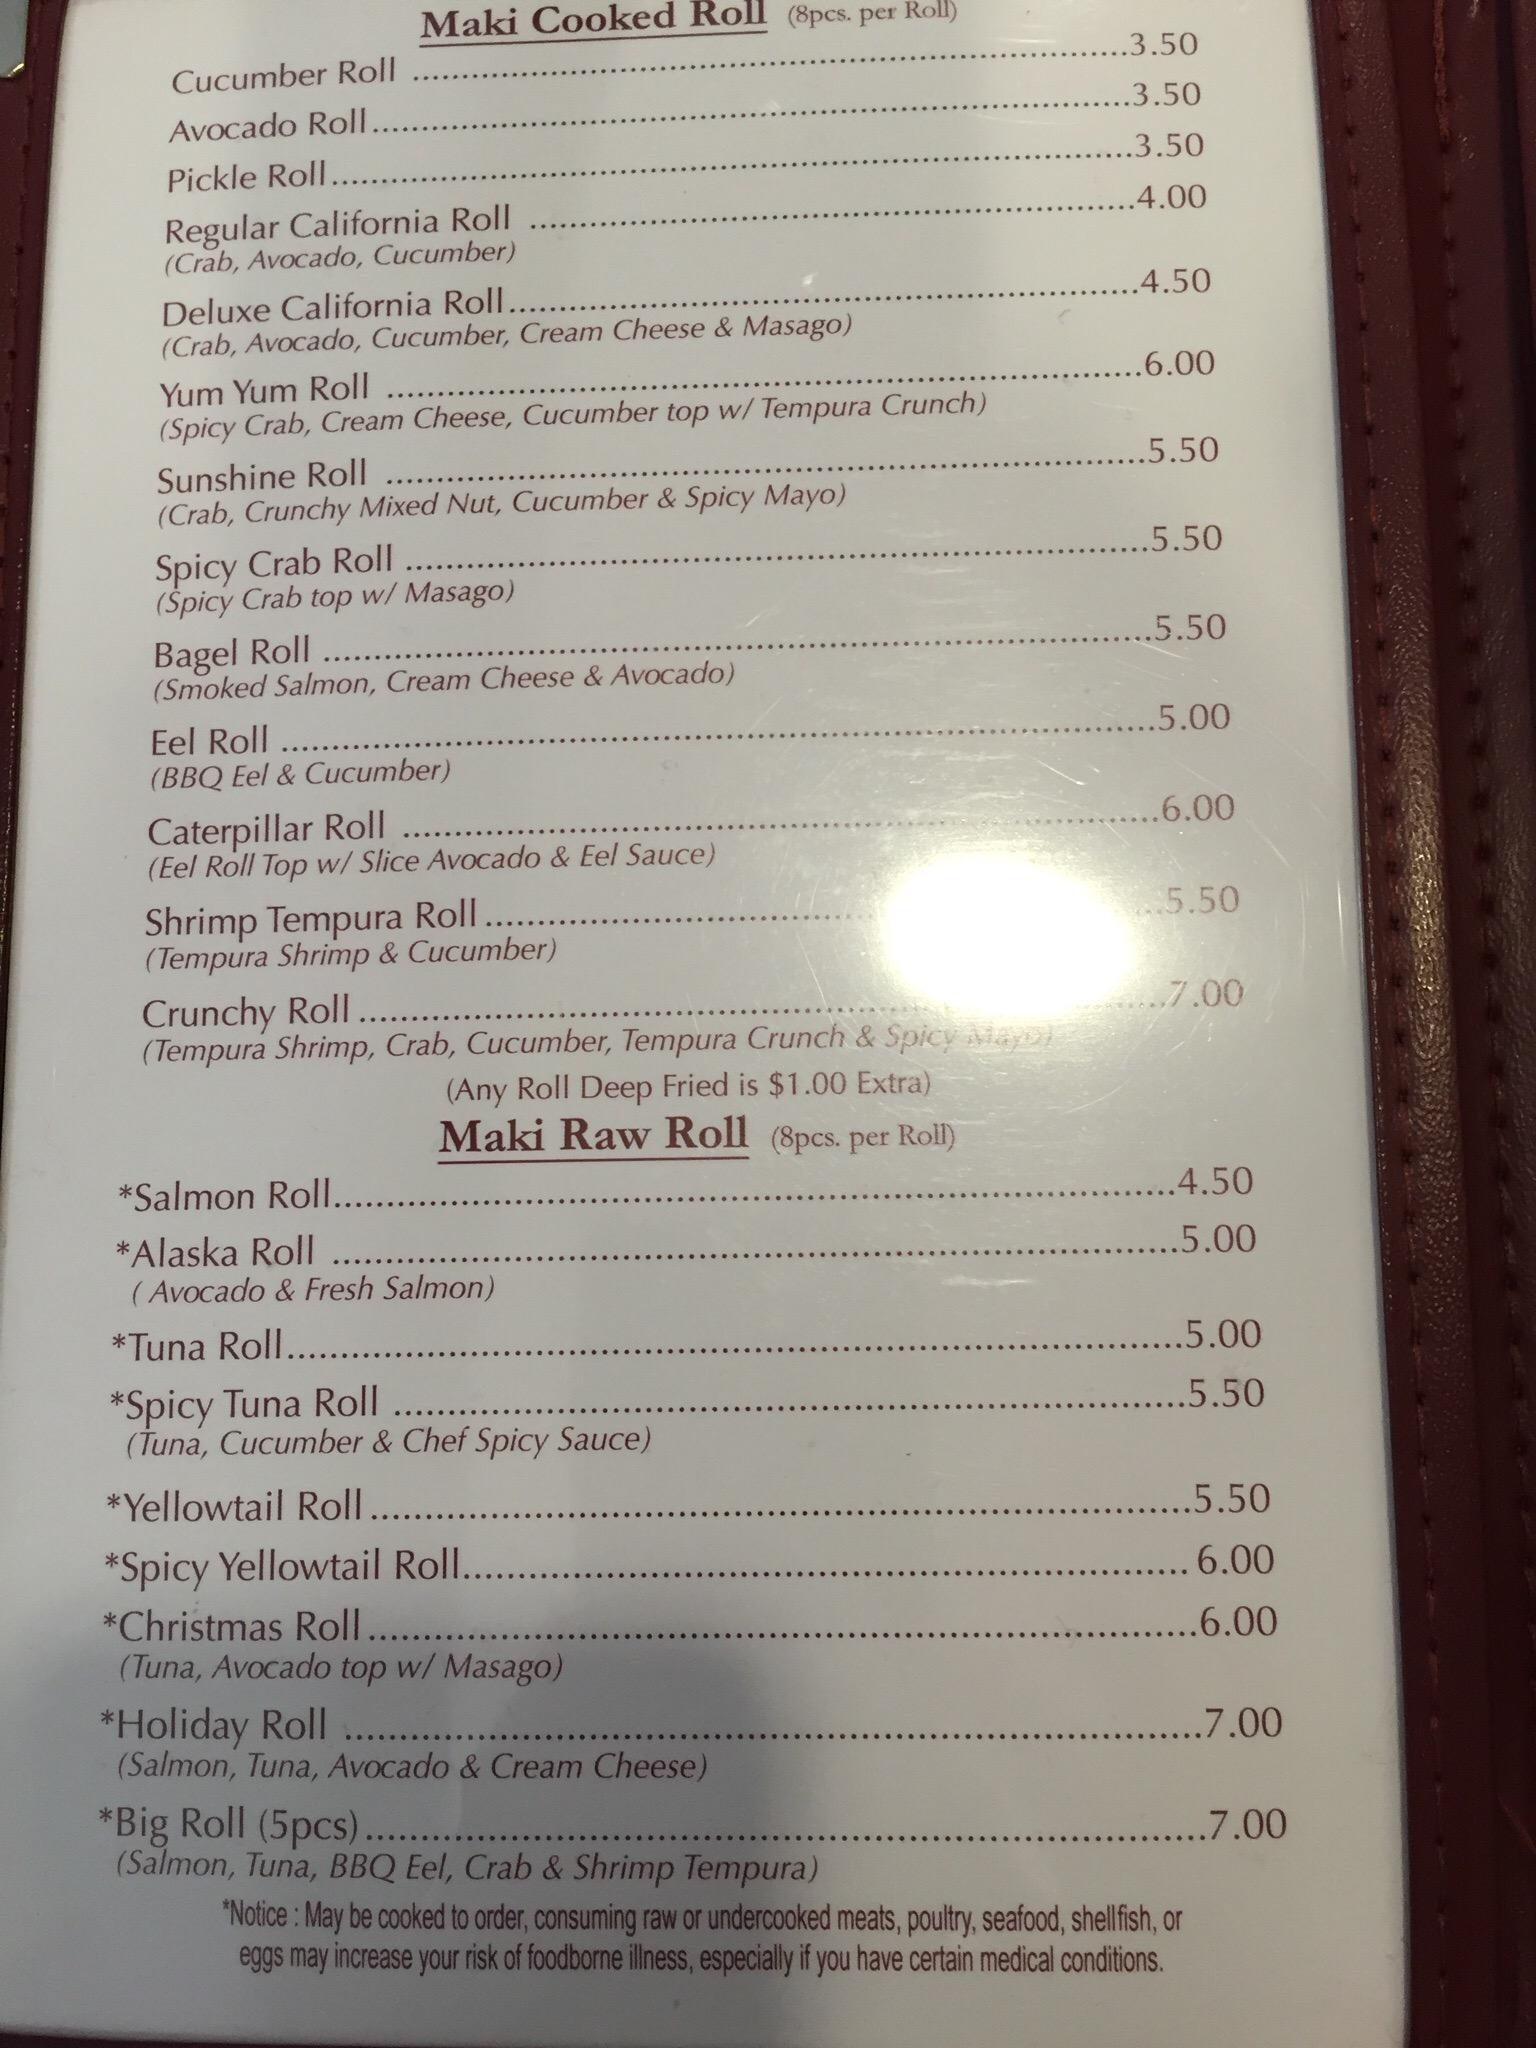 Maki Cooked Roll (8pcs. per Roll)
Cucumber Roll ........................................................................3.50
Avocado Roll...........................................................................3.50
Pickle Roll................................................................................3.50
Regular California Roll ............................................................4.00
(Crab, Avocado, Cucumber)
Deluxe California Roll..............................................................4.50
(Crab, Avocado, Cucumber, Cream Cheese & Masago)
Yum Yum Roll ..........................................................................6.00
(Spicy Crab, Cream Cheese, Cucumber top w/ Tempura Crunch)
Sunshine Roll ..........................................................................5.50
(Crab, Crunchy Mixed Nut, Cucumber & Spicy Mayo)
Spicy Crab Roll ........................................................................5.50
(Spicy Crab top w/ Masago)
Bagel Roll ................................................................................5.50
(Smoked Salmon, Cream Cheese & Avocado)
Eel Roll ....................................................................................5.00
(BBQ Eel & Cucumber)
Caterpillar Roll ........................................................................6.00
(Eel Roll Top w/ Slice Avocado & Eel Sauce)
Shrimp Tempura Roll................................................................5.50
(Tempura Shrimp & Cucumber)
Crunchy Roll............................................................................7.00
(Tempura Shrimp, Crab, Cucumber, Tempura Crunch & Spicy Mayo)
(Any Roll Deep Fried is $1.00 Extra)
Maki Raw Roll (8pcs. per Roll)
*Salmon Roll............................................................................4.50
*Alaska Roll ............................................................................5.00
( Avocado & Fresh Salmon)
*Tuna Roll................................................................................5.00
*Spicy Tuna Roll ......................................................................5.50
(Tuna, Cucumber & Chef Spicy Sauce)
*Yellowtail Roll........................................................................5.50
*Spicy Yellowtail Roll................................................................ 6.00
*Christmas Roll........................................................................6.00
(Tuna, Avocado top w/ Masago)
*Holiday Roll ..........................................................................7.00
(Salmon, Tuna, Avocado & Cream Cheese)
*Big Roll (5pcs)........................................................................7.00
(Salmon, Tuna, BBQ Eel, Crab & Shrimp Tempura)
*Notice : May be cooked to order, consuming raw or undercooked meats, poultry, seafood, shellfish, or
eggs may increase your risk of foodborne illness, especially if you have certain medical conditions.